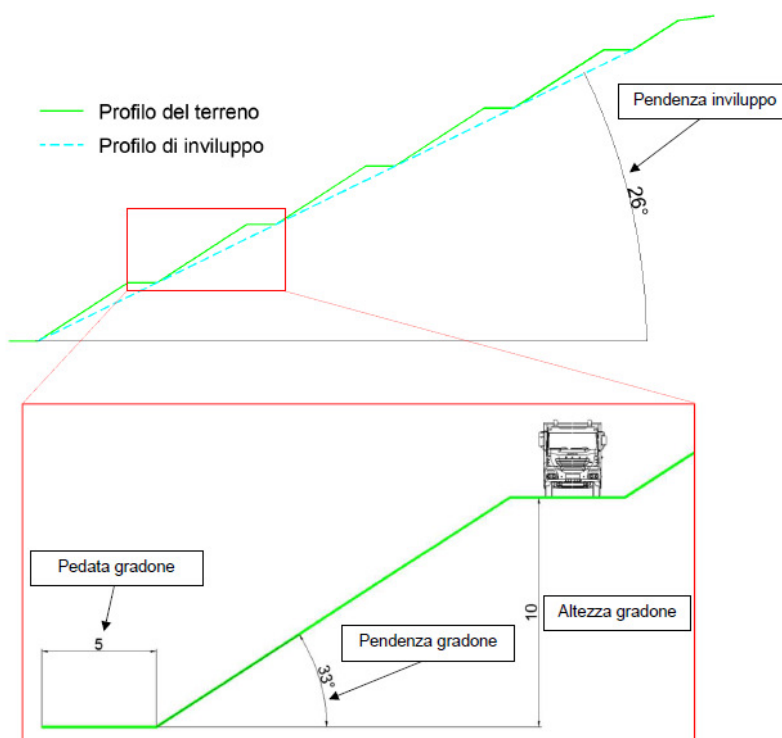 Profilo del terreno
Profilo di inviluppo
Pendenza inviluppo
26°
Pedata gradone
5
Pendenza gradone
33°
10
Altezza gradone